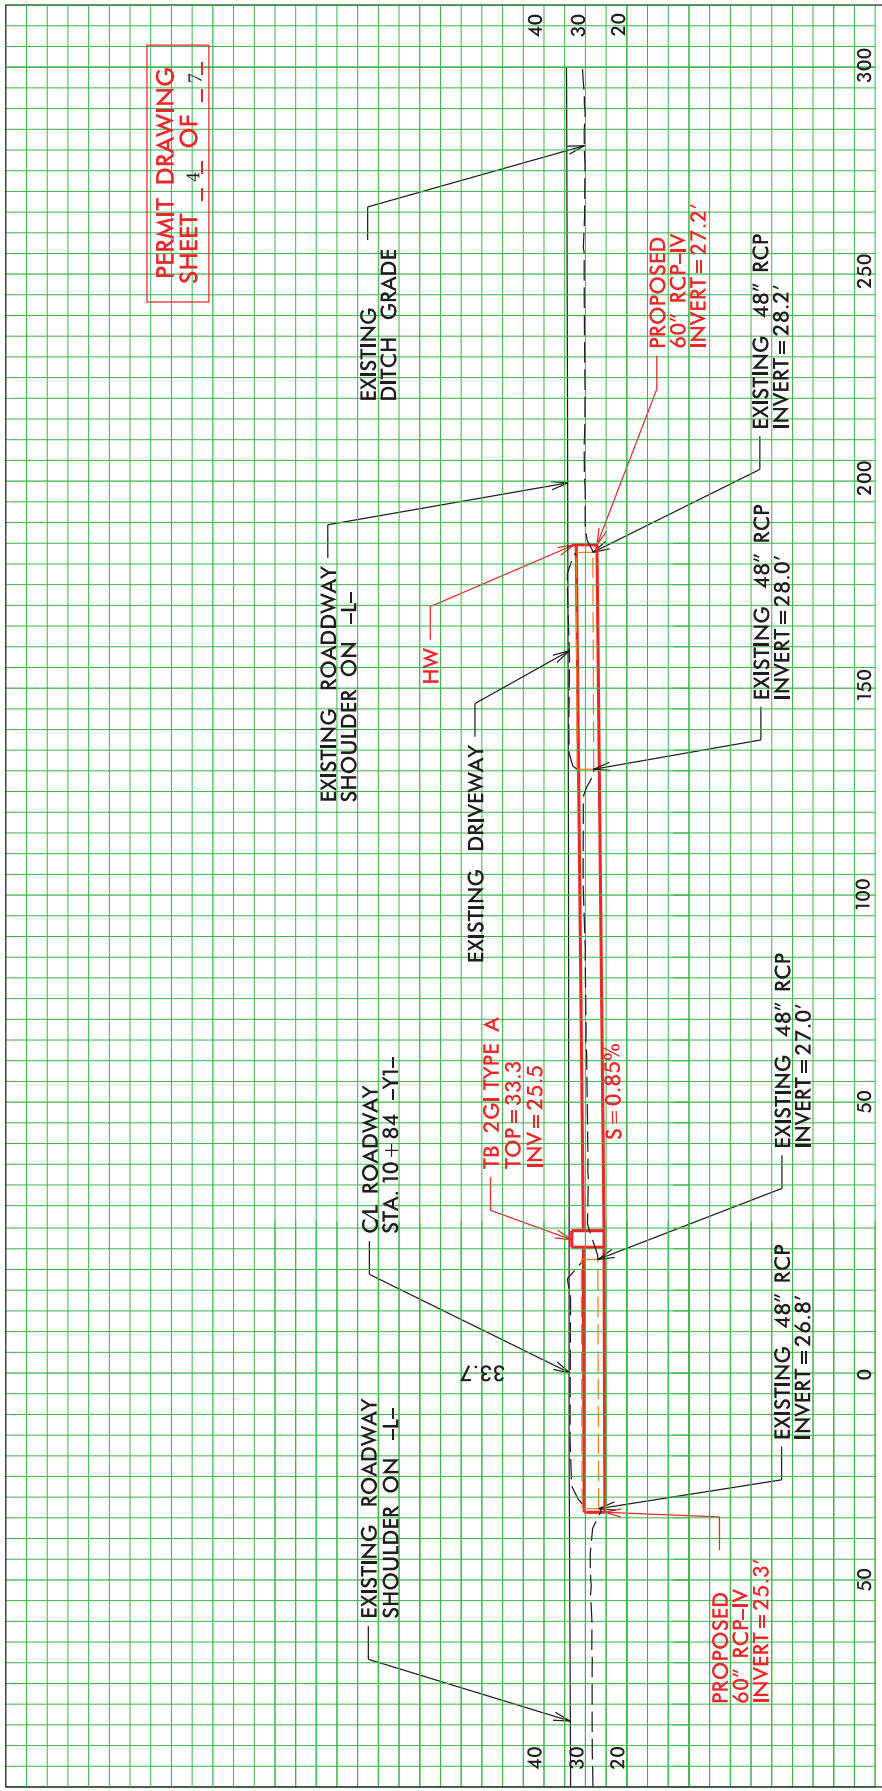 PERMIT DRAWING
SHEET 4 OF 7
EXISTING ROADWAY
SHOULDER ON -L-
C/L ROADWAY
STA. 10+84 -Y1-
33.7
EXISTING ROADDWAY
SHOULDER ON -L-
EXISTING
DITCH GRADE
EXISTING DRIVEWAY
HW
TB 2GI TYPE A
TOP=33.3
INV=25.5
S=0.85%
PROPOSED
60" RCP-IV
INVERT=25.3'
EXISTING 48" RCP
INVERT=26.8'
EXISTING 48" RCP
INVERT=27.0'
EXISTING 48" RCP
INVERT=28.0'
EXISTING 48" RCP
INVERT=28.2'
PROPOSED
60" RCP-IV
INVERT=27.2'
40
30
20
40
30
20
50
0
50
100
150
200
250
300